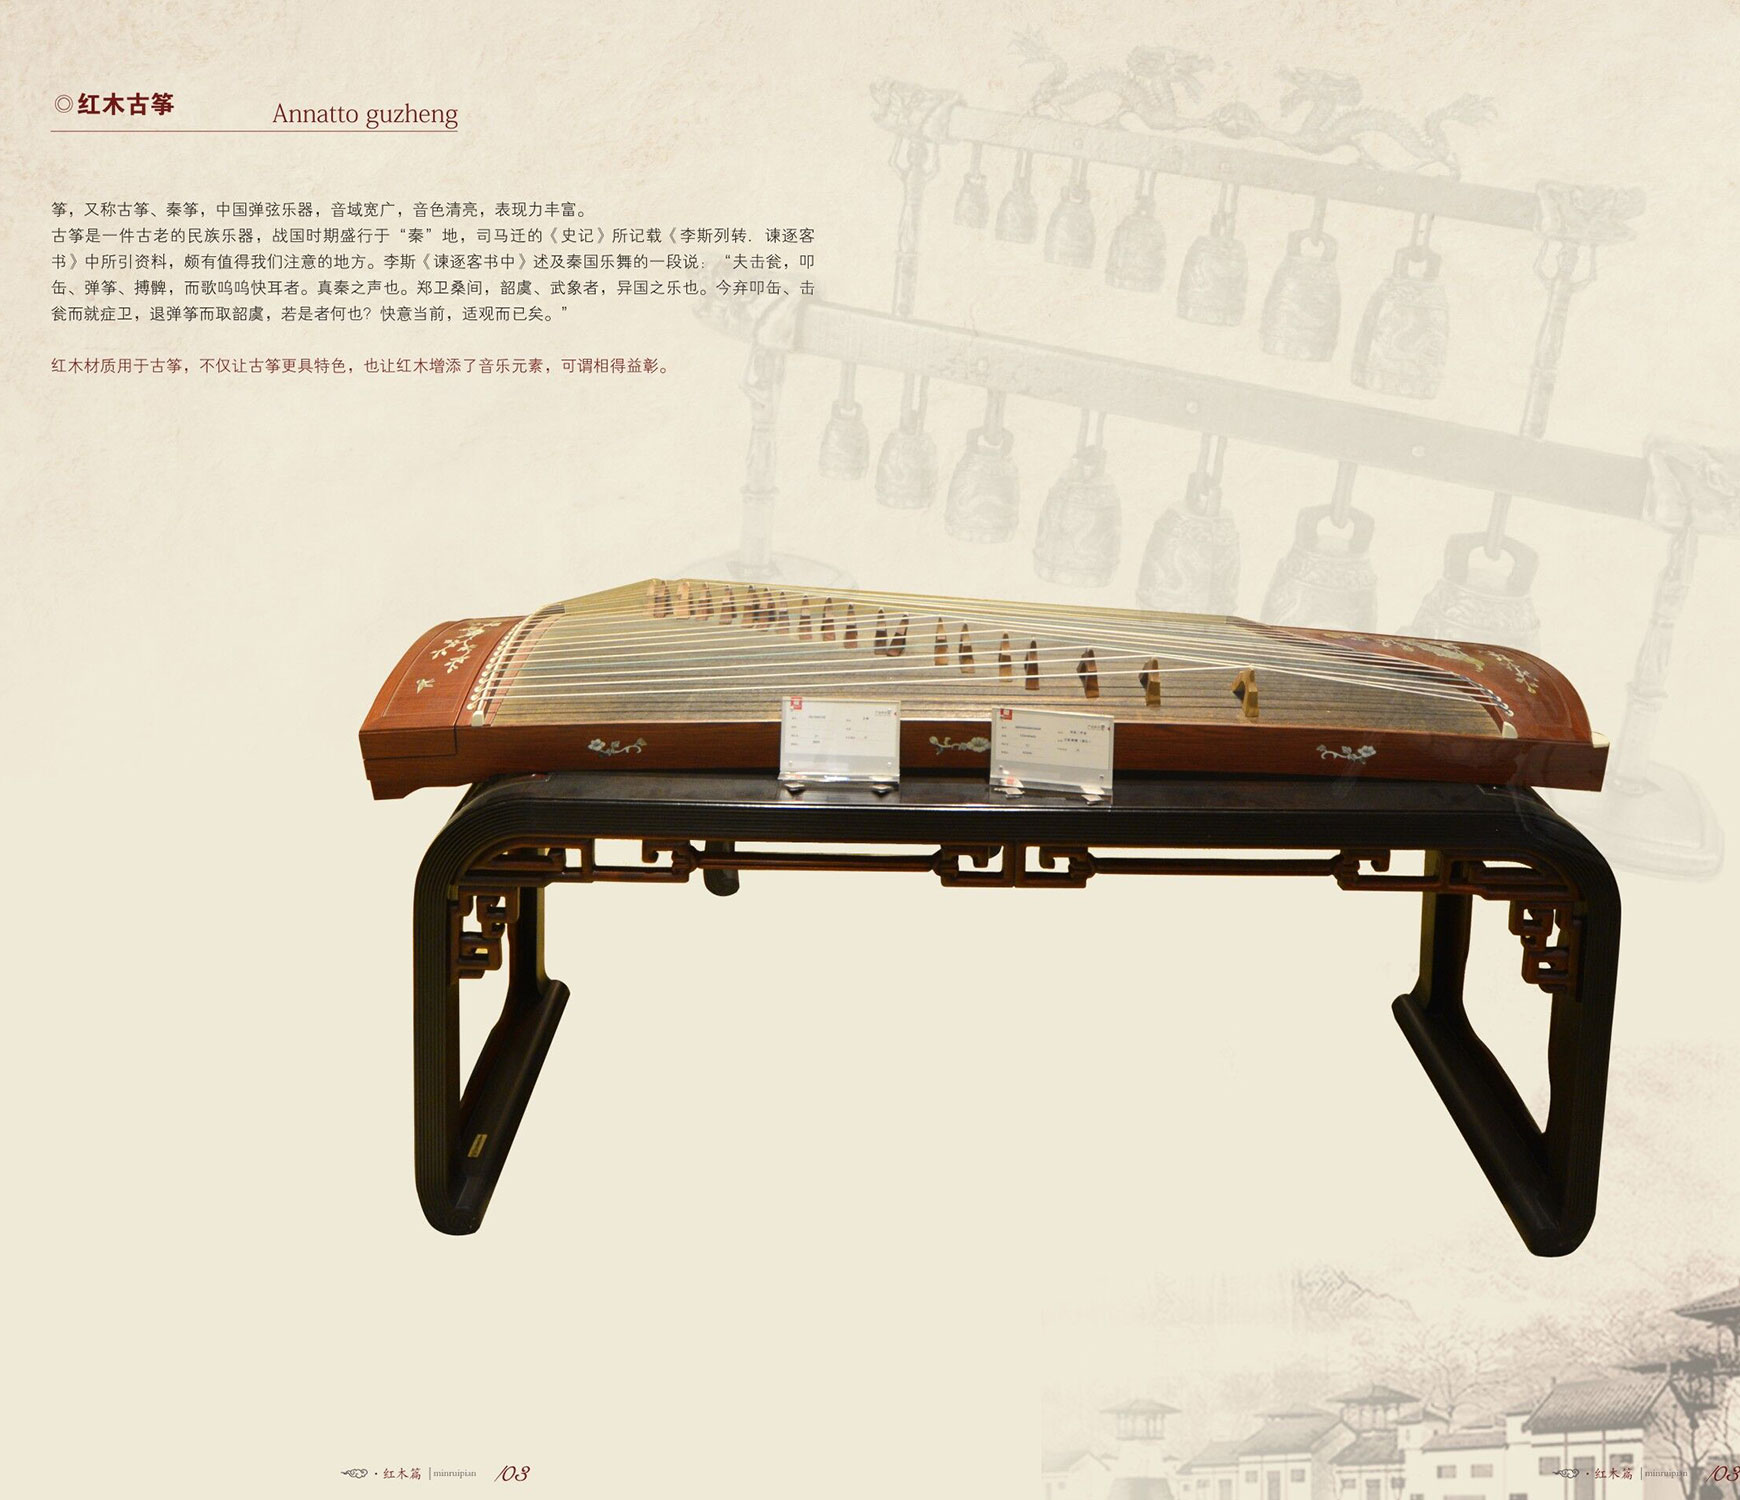 ◎红木古筝
Annatto guzheng
筝，又称古筝、秦筝，中国弹弦乐器，音域宽广，音色清亮，表现力丰富。
古筝是一件古老的民族乐器，战国时期盛行于“秦”地，司马迁的《史记》所记载《李斯列转．谏逐客
书》中所引资料，颇有值得我们注意的地方。李斯《谏逐客书中》述及秦国乐舞的一段说：“夫击瓮，叩
缶、弹筝、搏髀，而歌呜呜快耳者。真秦之声也。郑卫桑间，韶虞、武象者，异国之乐也。今弃叩缶、击
瓮而就症卫，退弹筝而取韶虞，若是者何也？快意当前，适观而已矣。”
红木材质用于古筝，不仅让古筝更具特色，也让红木增添了音乐元素，可谓相得益彰。
·红木篇 minruipian 103
·红木篇 minruipian 103